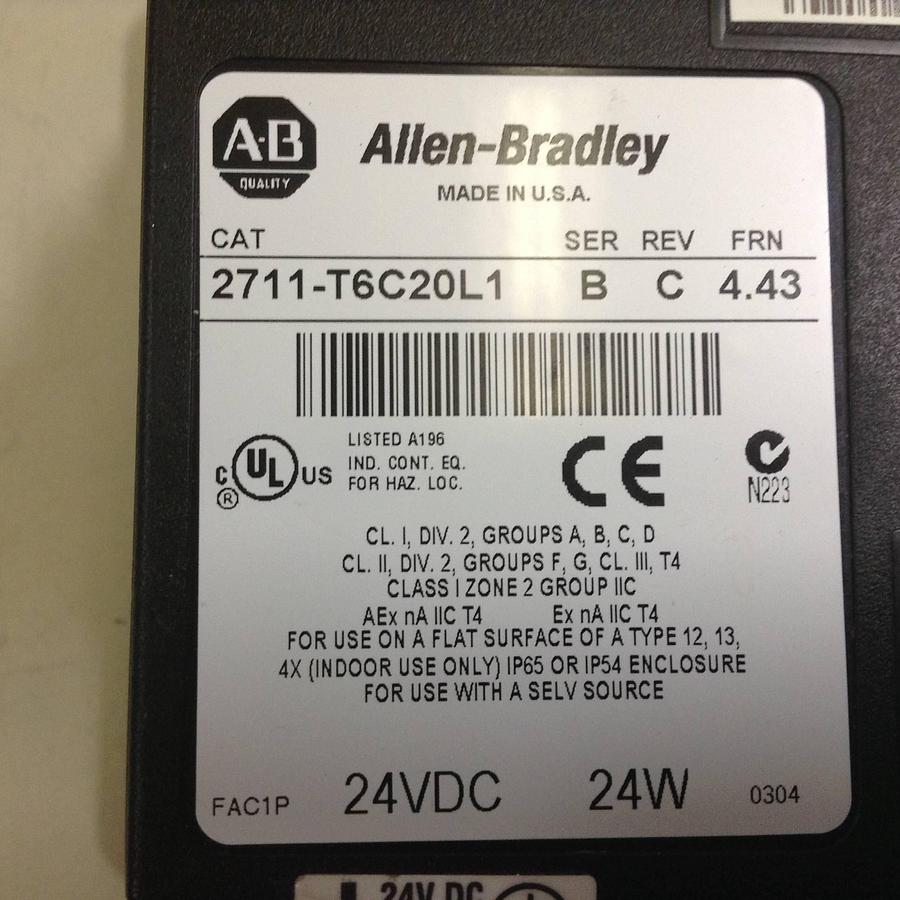 A-B
QUALITY
Allen-Bradley
MADE IN U.S.A.
CAT SER REV FRN
2711-T6C20L1 B C 4.43
LISTED A196
IND. CONT. EQ.
FOR HAZ. LOC.
C UL US
®
CE
N223
CL. I, DIV. 2, GROUPS A, B, C, D
CL. II, DIV. 2, GROUPS F, G, CL. III, T4
CLASS I ZONE 2 GROUP IIC
AEx nA IIC T4 Ex nA IIC T4
FOR USE ON A FLAT SURFACE OF A TYPE 12, 13,
4X (INDOOR USE ONLY) IP65 OR IP54 ENCLOSURE
FOR USE WITH A SELV SOURCE
FAC1P 24VDC 24W 0304
24V DC